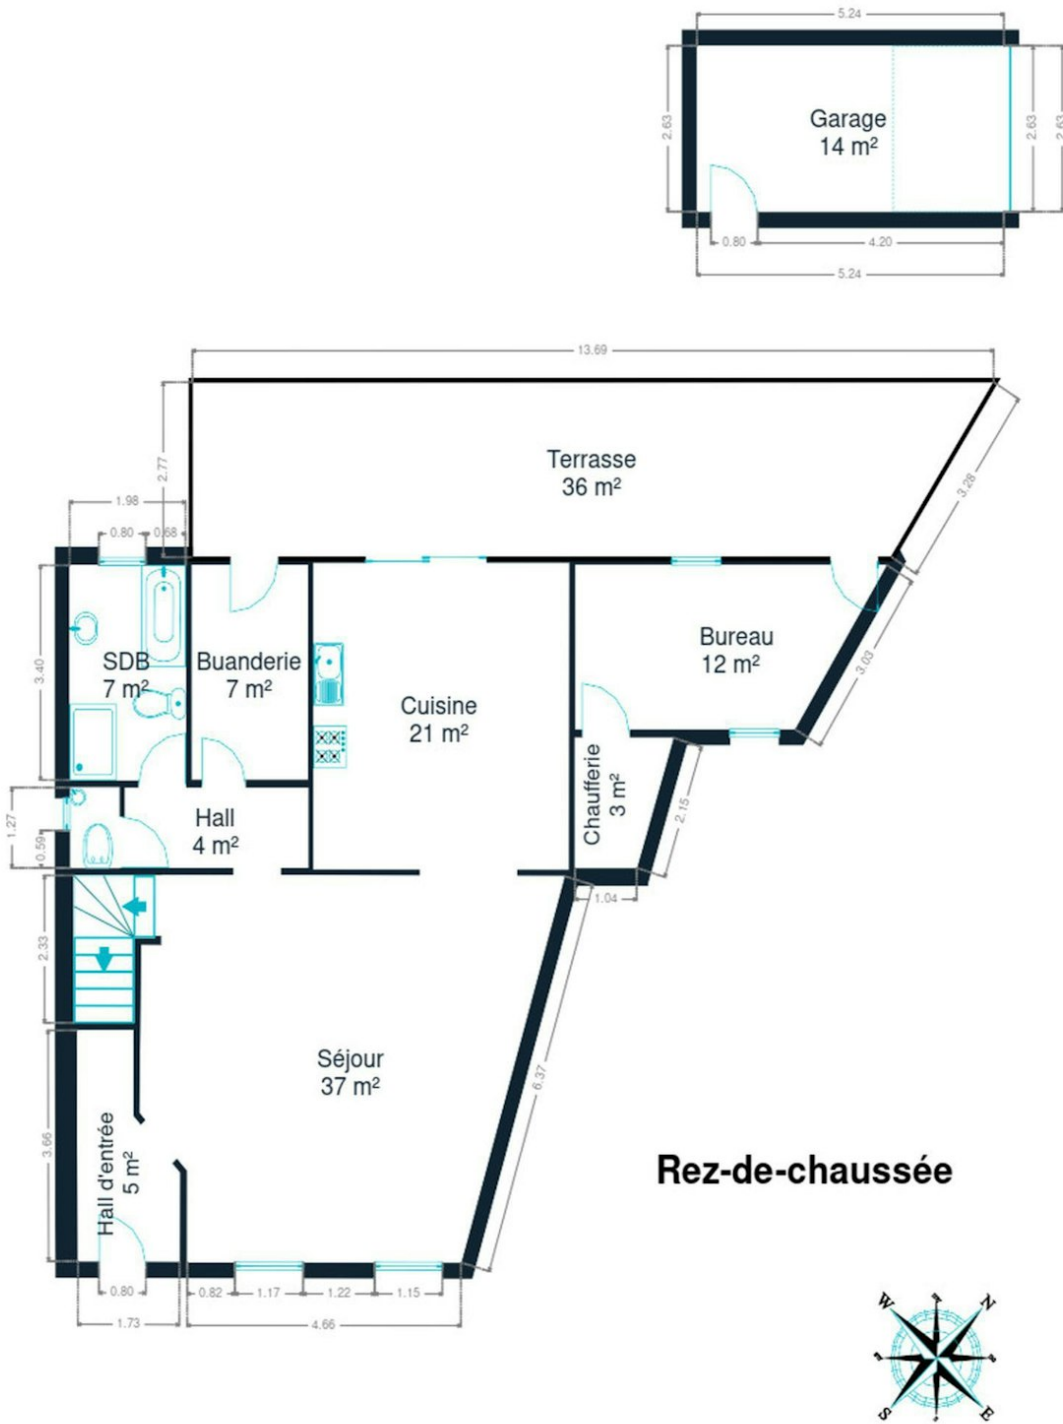 5.24
2.63
Garage
14 m²
2.63
2.63
0.80
4.20
5.24
13.69
2.77
Terrasse
36 m²
3.28
1.98
0.80
0.68
3.40
SDB
7 m²
Buanderie
7 m²
Cuisine
21 m²
Bureau
12 m²
3.03
Chaufferie
3 m²
2.15
1.04
1.27
0.59
Hall
4 m²
2.33
Séjour
37 m²
6.37
3.66
Hall d'entrée
5 m²
0.80
1.73
0.82
1.17
1.22
1.15
4.66
Rez-de-chaussée
W
N
S
E